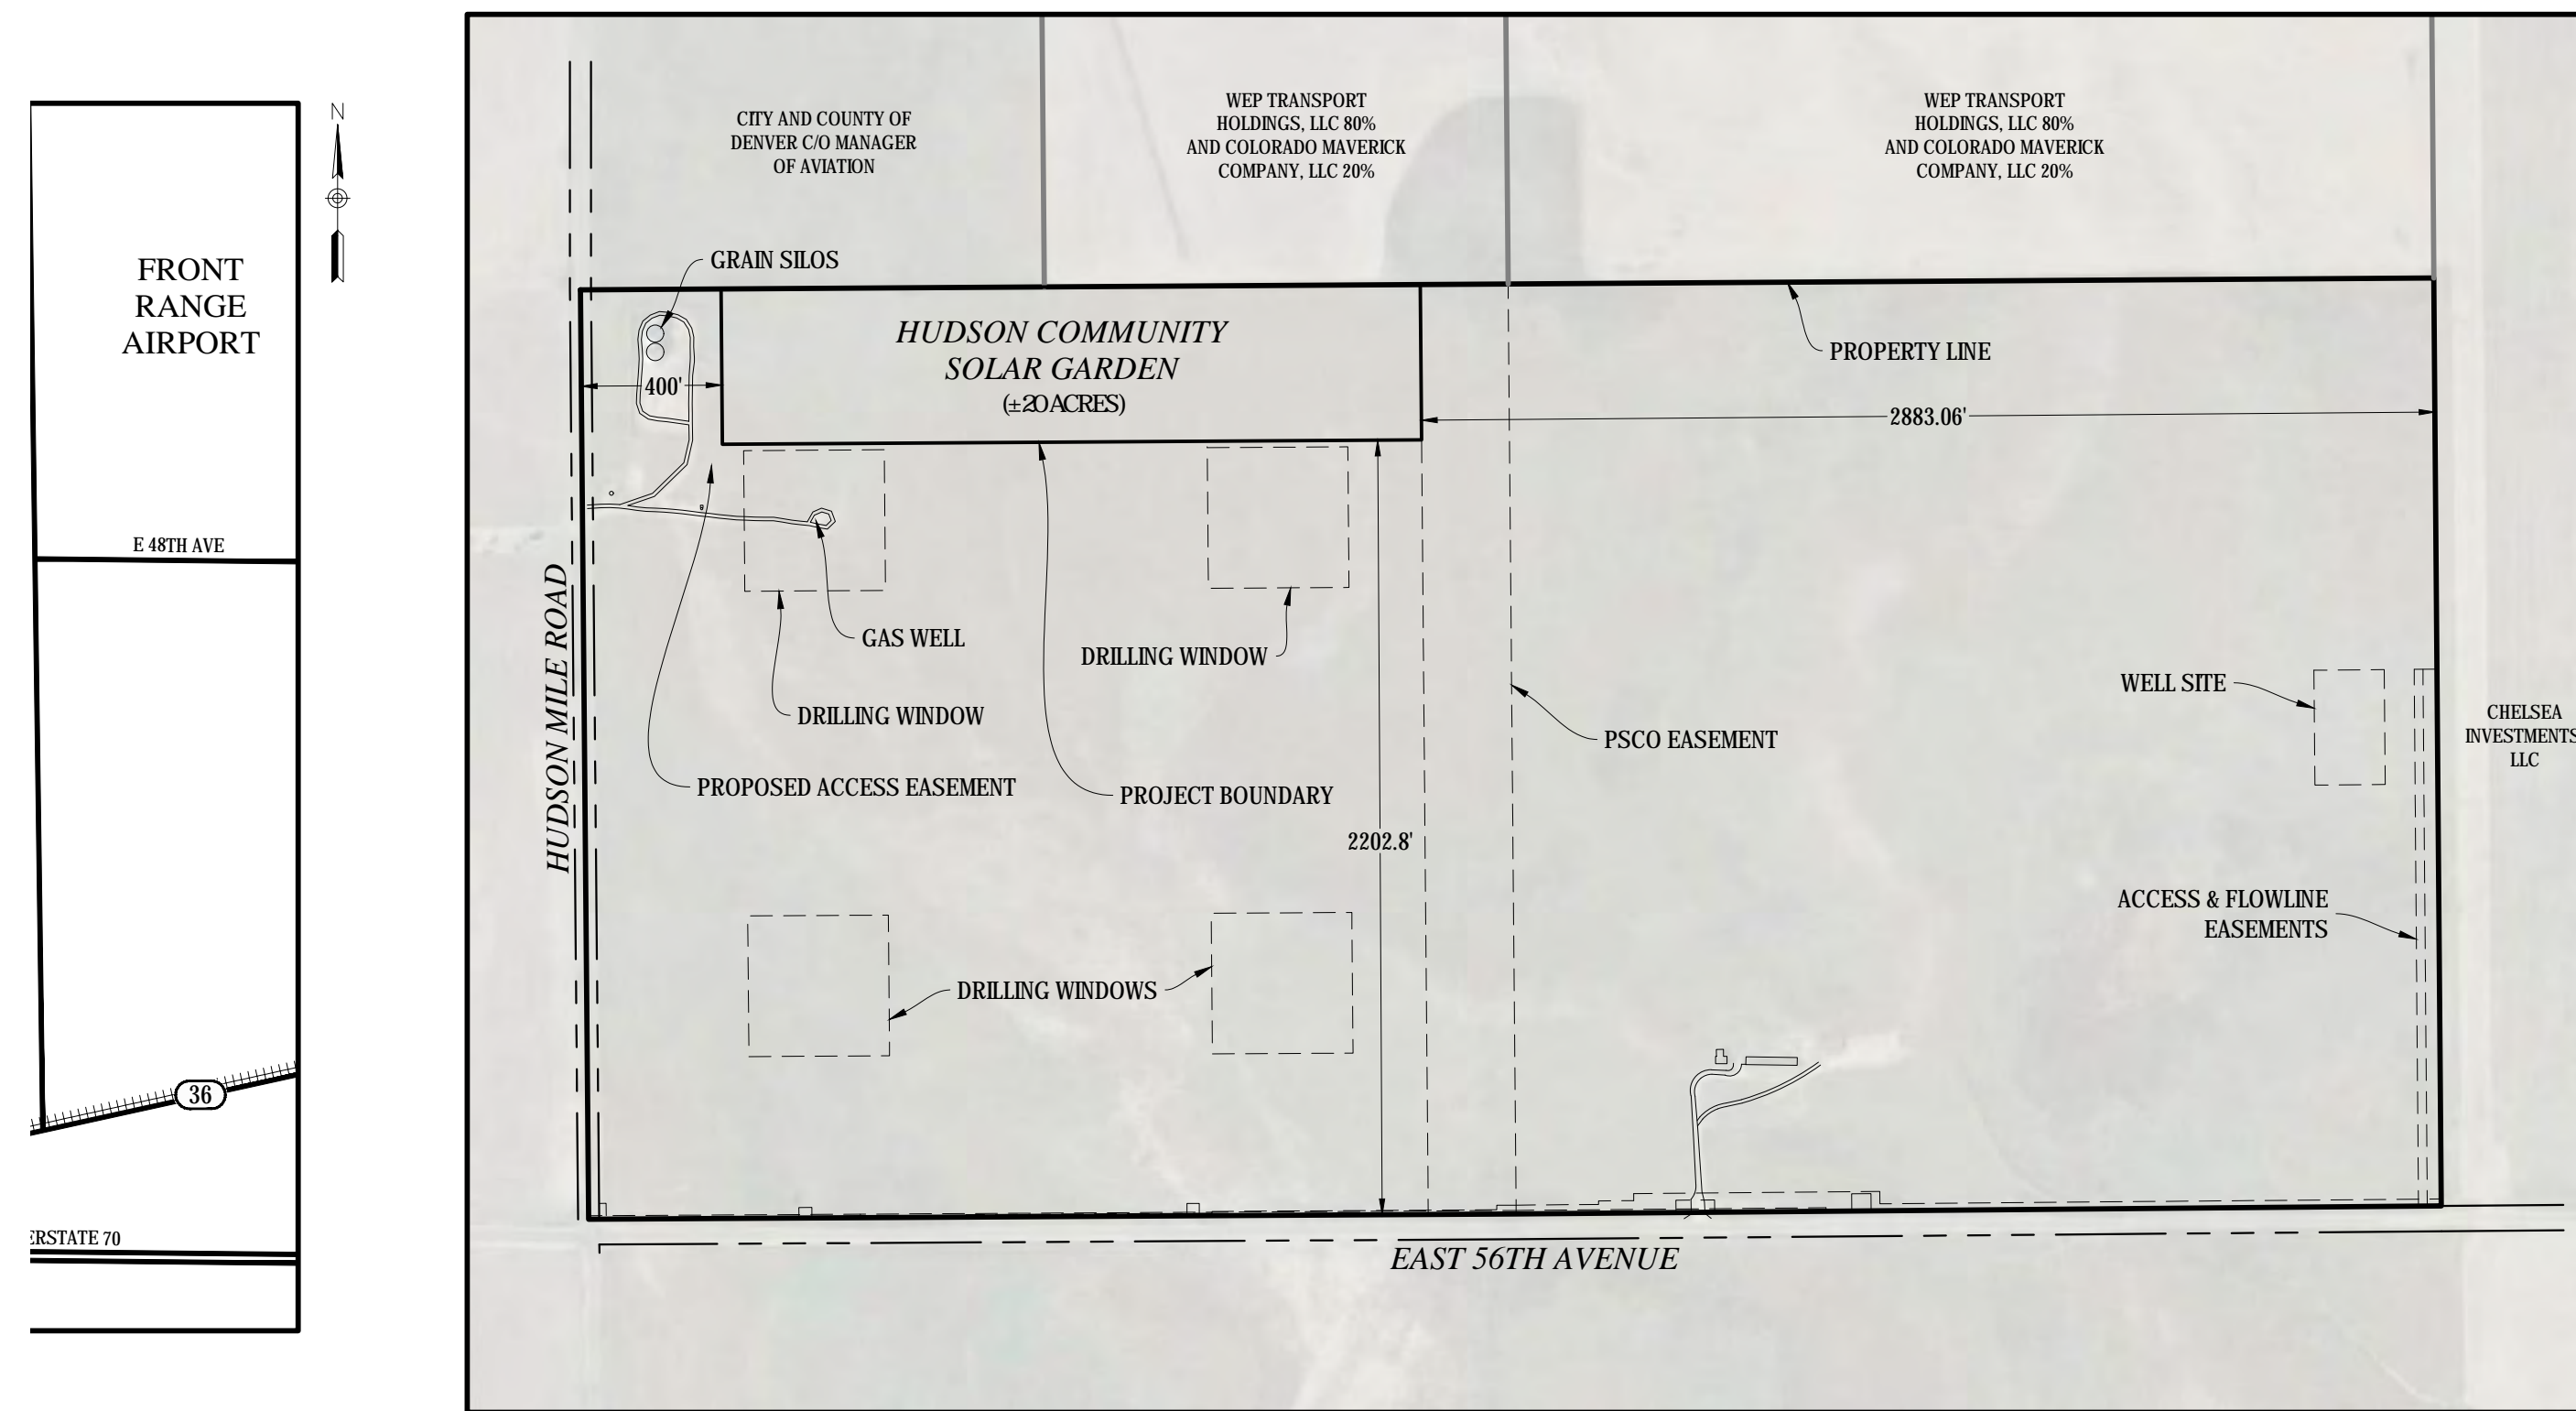 N
FRONT
RANGE
AIRPORT
E 48TH AVE
36
ERSTATE 70
CITY AND COUNTY OF
DENVER C/O MANAGER
OF AVIATION
WEP TRANSPORT
HOLDINGS, LLC 80%
AND COLORADO MAVERICK
COMPANY, LLC 20%
WEP TRANSPORT
HOLDINGS, LLC 80%
AND COLORADO MAVERICK
COMPANY, LLC 20%
GRAIN SILOS
HUDSON COMMUNITY
SOLAR GARDEN
(±20 ACRES)
400'
PROPERTY LINE
2883.06'
HUDSON MILE ROAD
GAS WELL
DRILLING WINDOW
DRILLING WINDOW
PROPOSED ACCESS EASEMENT
PROJECT BOUNDARY
PSCO EASEMENT
2202.8'
WELL SITE
CHELSEA
INVESTMENTS
LLC
ACCESS & FLOWLINE
EASEMENTS
DRILLING WINDOWS
EAST 56TH AVENUE